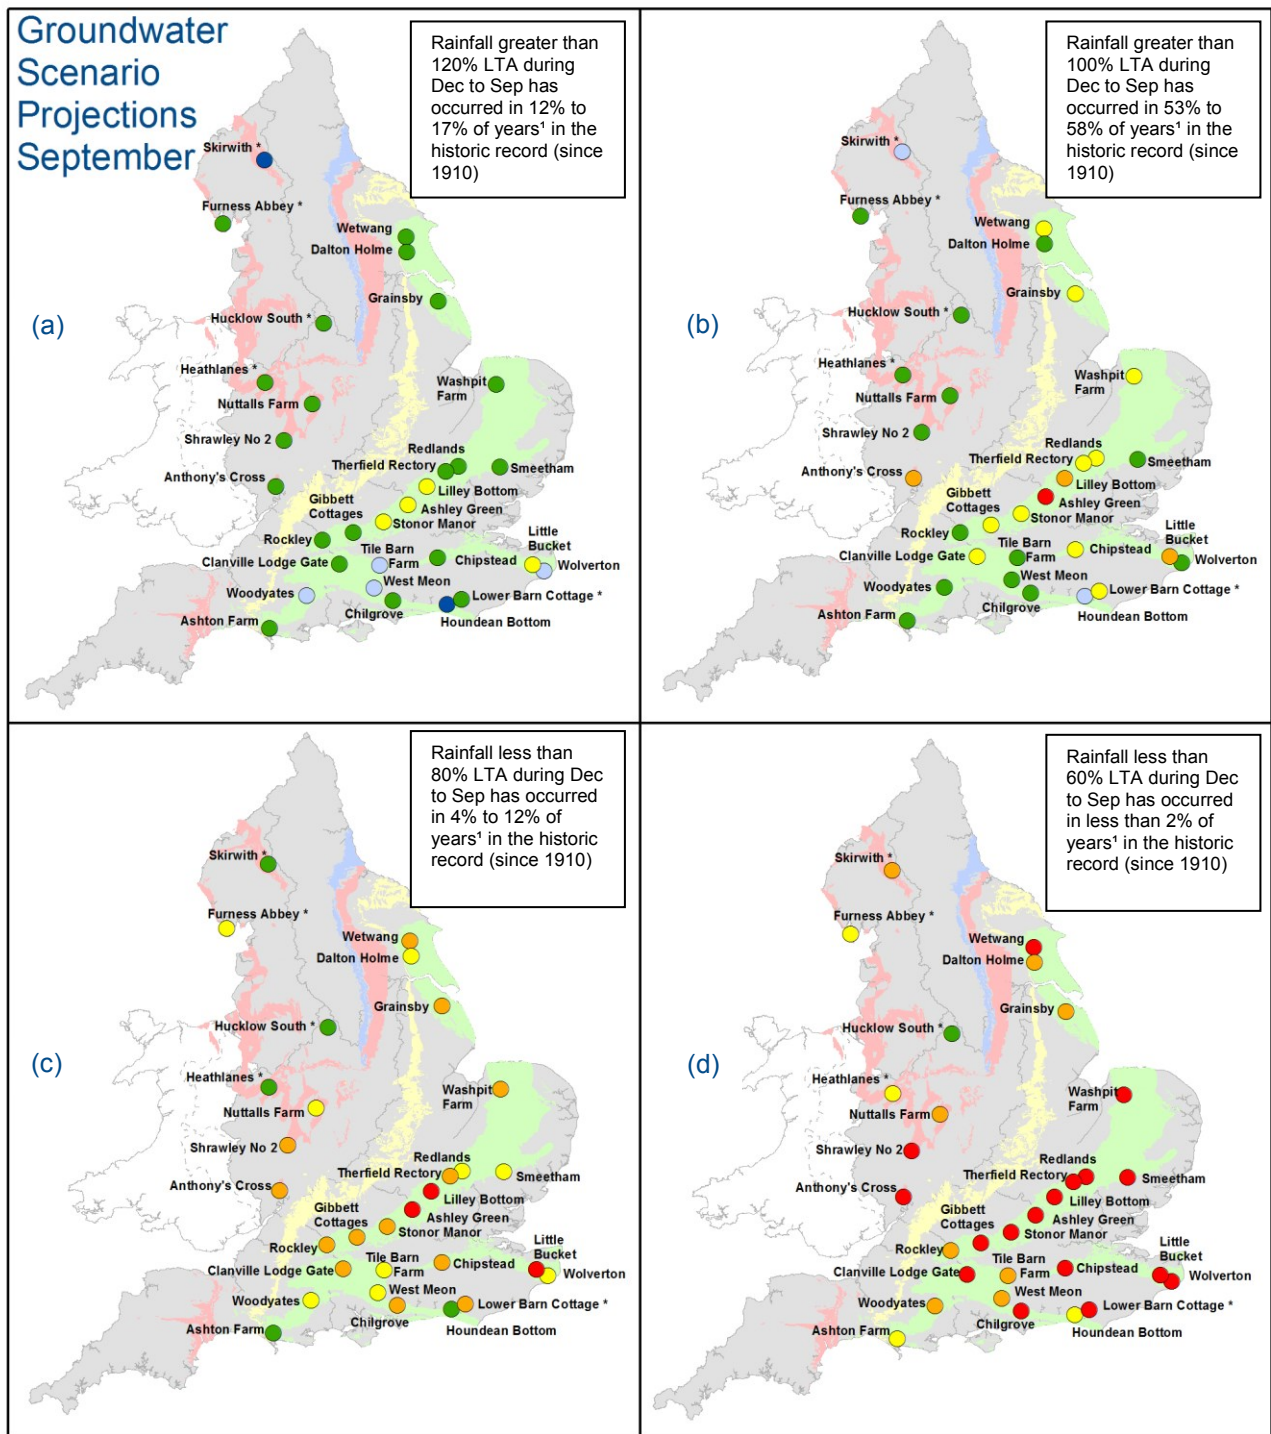 Groundwater
Scenario
Projections
September
Rainfall greater than
120% LTA during
Dec to Sep has
occurred in 12% to
17% of years¹ in the
historic record (since
1910)
Skirwith *
Furness Abbey *
Wetwang
Dalton Holme
Grainsby
(a)
Hucklow South *
Heathlanes *
Nuttalls Farm
Washpit
Farm
Shrawley No 2
Redlands
Therfield Rectory
Smeetham
Anthony's Cross
Lilley Bottom
Gibbett
Cottages
Ashley Green
Stonor Manor
Rockley
Tile Barn
Farm
Chipstead
Little
Bucket
Clanville Lodge Gate
Wolverton
West Meon
Woodyates
Lower Barn Cottage *
Chilgrove
Ashton Farm
Houndean Bottom
Rainfall greater than
100% LTA during
Dec to Sep has
occurred in 53% to
58% of years¹ in the
historic record (since
1910)
Skirwith *
Furness Abbey *
Wetwang
Dalton Holme
Grainsby
(b)
Hucklow South *
Heathlanes *
Nuttalls Farm
Washpit
Farm
Shrawley No 2
Redlands
Therfield Rectory
Smeetham
Anthony's Cross
Lilley Bottom
Gibbett
Cottages
Ashley Green
Stonor Manor
Rockley
Tile Barn
Farm
Chipstead
Little
Bucket
Clanville Lodge Gate
Wolverton
West Meon
Woodyates
Lower Barn Cottage *
Chilgrove
Ashton Farm
Houndean Bottom
Rainfall less than
80% LTA during Dec
to Sep has occurred
in 4% to 12% of
years¹ in the historic
record (since 1910)
Skirwith *
Furness Abbey *
Wetwang
Dalton Holme
Grainsby
(c)
Hucklow South *
Heathlanes *
Nuttalls Farm
Washpit
Farm
Shrawley No 2
Redlands
Therfield Rectory
Smeetham
Anthony's Cross
Lilley Bottom
Gibbett
Cottages
Ashley Green
Stonor Manor
Rockley
Tile Barn
Farm
Chipstead
Little
Bucket
Clanville Lodge Gate
Wolverton
West Meon
Woodyates
Lower Barn Cottage *
Chilgrove
Ashton Farm
Houndean Bottom
Rainfall less than
60% LTA during Dec
to Sep has occurred
in less than 2% of
years¹ in the historic
record (since 1910)
Skirwith *
Furness Abbey *
Wetwang
Dalton Holme
Grainsby
(d)
Hucklow South *
Heathlanes *
Nuttalls Farm
Washpit
Farm
Shrawley No 2
Redlands
Therfield Rectory
Smeetham
Anthony's Cross
Lilley Bottom
Gibbett
Cottages
Ashley Green
Stonor Manor
Rockley
Tile Barn
Farm
Chipstead
Little
Bucket
Clanville Lodge Gate
Wolverton
West Meon
Woodyates
Lower Barn Cottage *
Chilgrove
Ashton Farm
Houndean Bottom